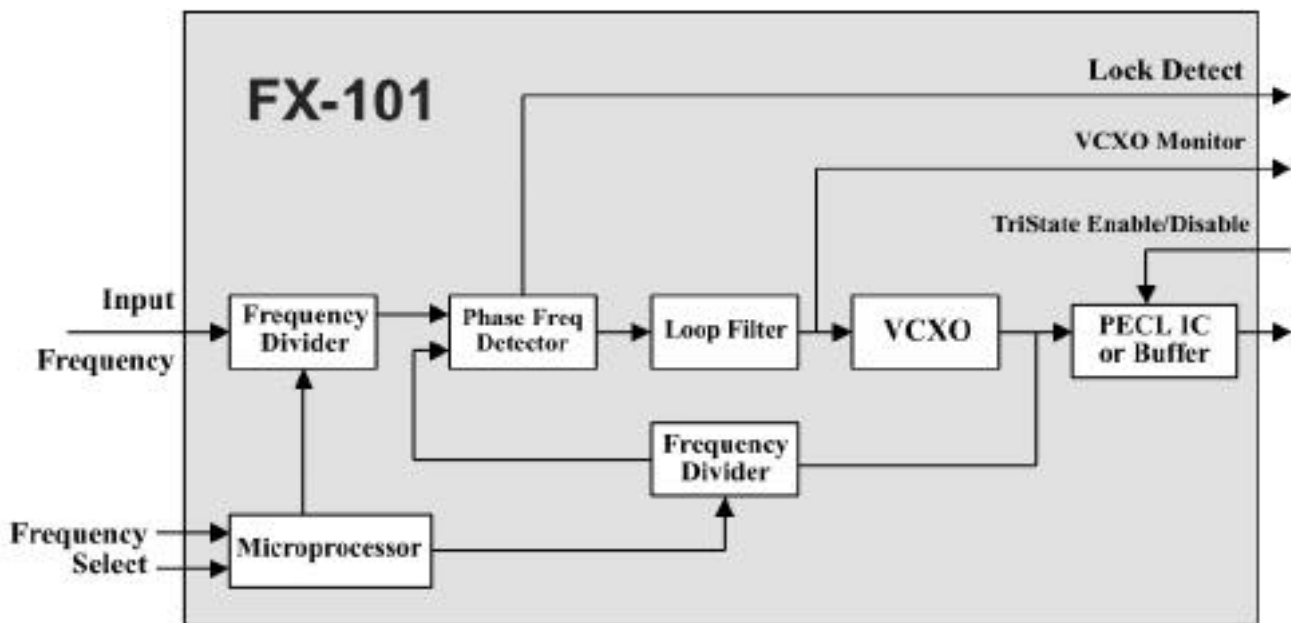 FX-101
Lock Detect
VCXO Monitor
TriState Enable/Disable
Input
Frequency
Frequency
Divider
Phase Freq
Detector
Loop Filter
VCXO
PECL IC
or Buffer
Frequency
Divider
Frequency
Select
Microprocessor